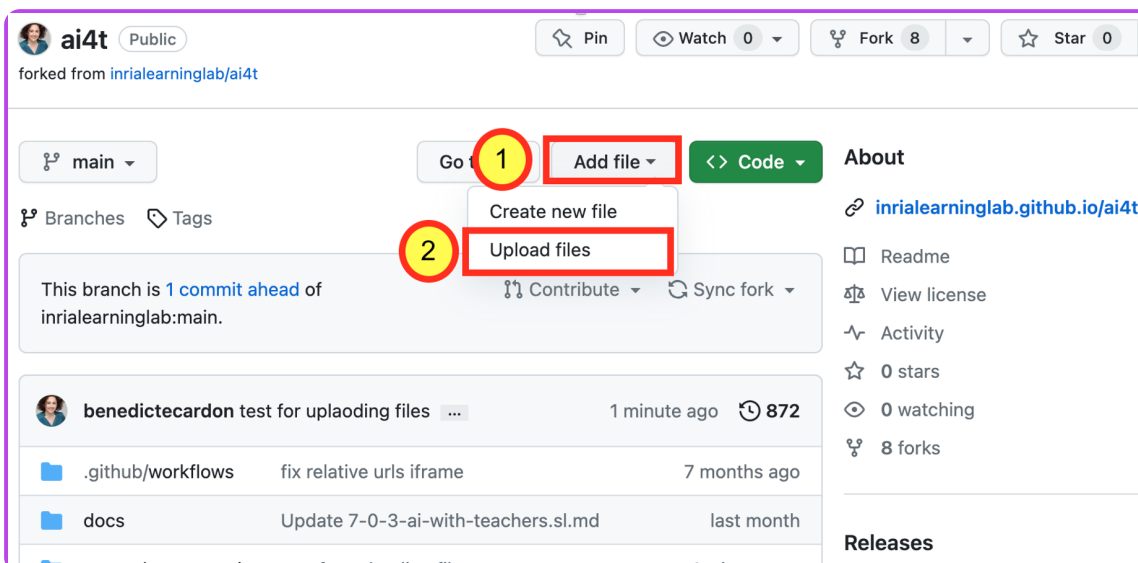 ai4t Public
Pin
Watch 0
Fork 8
Star 0
forked from inrialearninglab/ai4t
main
Go t
1
Add file
Code
Create new file
2
Upload files
Branches
Tags
This branch is 1 commit ahead of
inrialearninglab:main.
Contribute
Sync fork
benedictecardon test for uplaoding files ...
1 minute ago
872
.github/workflows
fix relative urls iframe
7 months ago
docs
Update 7-0-3-ai-with-teachers.sl.md
last month
About
inrialearninglab.github.io/ai4t
Readme
View license
Activity
0 stars
0 watching
8 forks
Releases